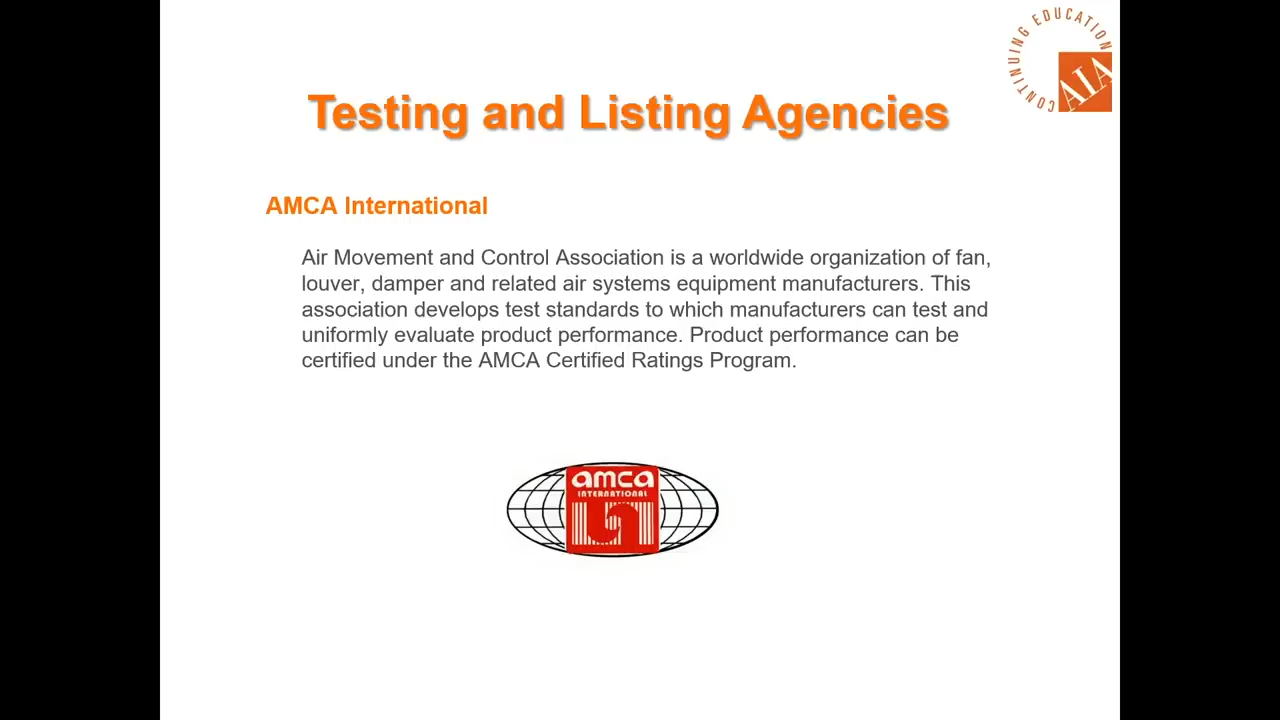 CONTINUING EDUCATION
AIA
Testing and Listing Agencies
AMCA International
Air Movement and Control Association is a worldwide organization of fan,
louver, damper and related air systems equipment manufacturers. This
association develops test standards to which manufacturers can test and
uniformly evaluate product performance. Product performance can be
certified under the AMCA Certified Ratings Program.
amca
INTERNATIONAL